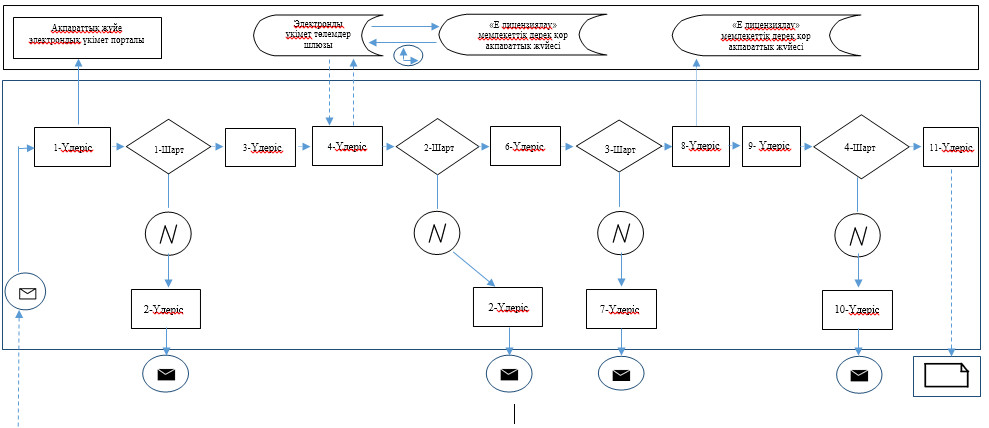 Ақпараттық жүйе
электрондық үкімет порталы
Электронды
үкімет төлемдер
шлюзы
«Е лицензиялау»
мемлекеттік дерек қор
ақпараттық жүйесі
«Е лицензиялау»
мемлекеттік дерек қор
ақпараттық жүйесі
1-Үдеріс
1-Шарт
3-Үдеріс
4-Үдеріс
2-Шарт
6-Үдеріс
3-Шарт
8-Үдеріс
9- Үдеріс
4-Шарт
11-Үдеріс
2-Үдеріс
2-Үдеріс
7-Үдеріс
10-Үдеріс